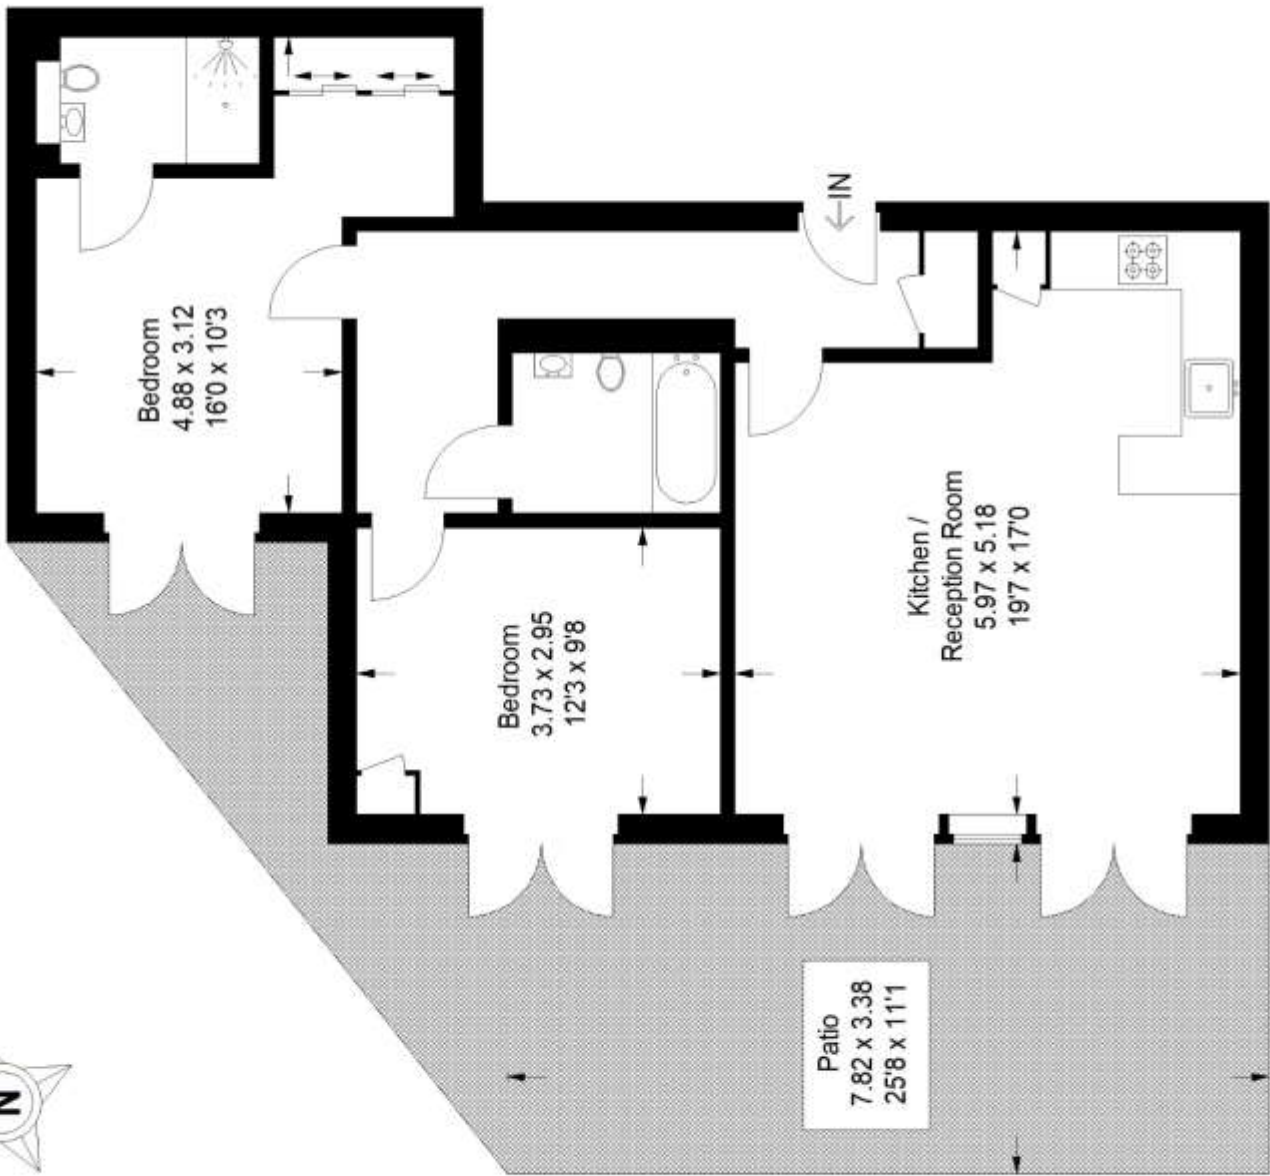 Bedroom
4.88 x 3.12
16'0 x 10'3
IN
Bedroom
3.73 x 2.95
12'3 x 9'8
Kitchen /
Reception Room
5.97 x 5.18
19'7 x 17'0
Patio
7.82 x 3.38
25'8 x 11'1
N